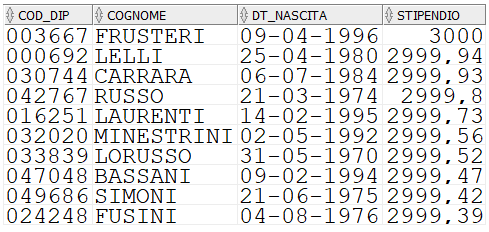 COD_DIP COGNOME DT_NASCITA STIPENDIO
003667 FRUSTERI 09-04-1996 3000
000692 LELLI 25-04-1980 2999,94
030744 CARRARA 06-07-1984 2999,93
042767 RUSSO 21-03-1974 2999,8
016251 LAURENTI 14-02-1995 2999,73
032020 MINESTRINI 02-05-1992 2999,56
033839 LORUSSO 31-05-1970 2999,52
047048 BASSANI 09-02-1994 2999,47
049686 SIMONI 21-06-1975 2999,42
024248 FUSINI 04-08-1976 2999,39